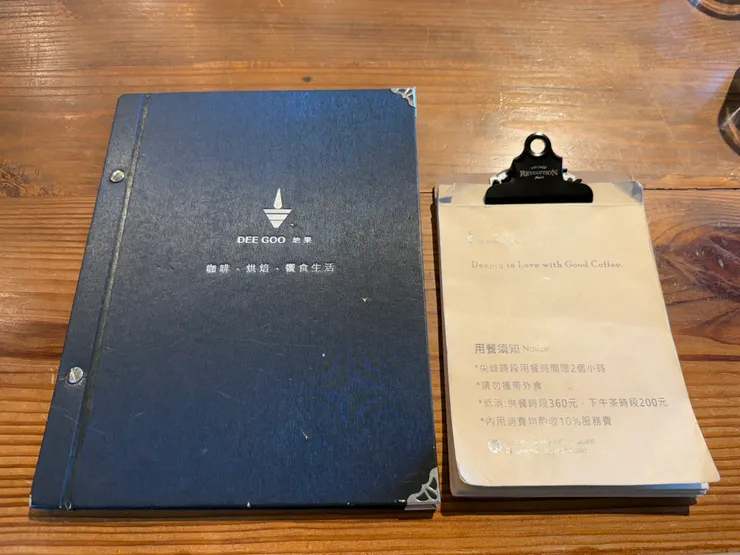 DEE GOO 地果
咖啡、烘焙、饗食生活
REVOLUTION
Deeply in Love with Good Coffee.
用餐須知 Notice
*尖峰時段用餐時間限2個小時
*請勿攜帶外食
*低消:供餐時段360元、下午茶時段200元
*內用消費均酌收10%服務費